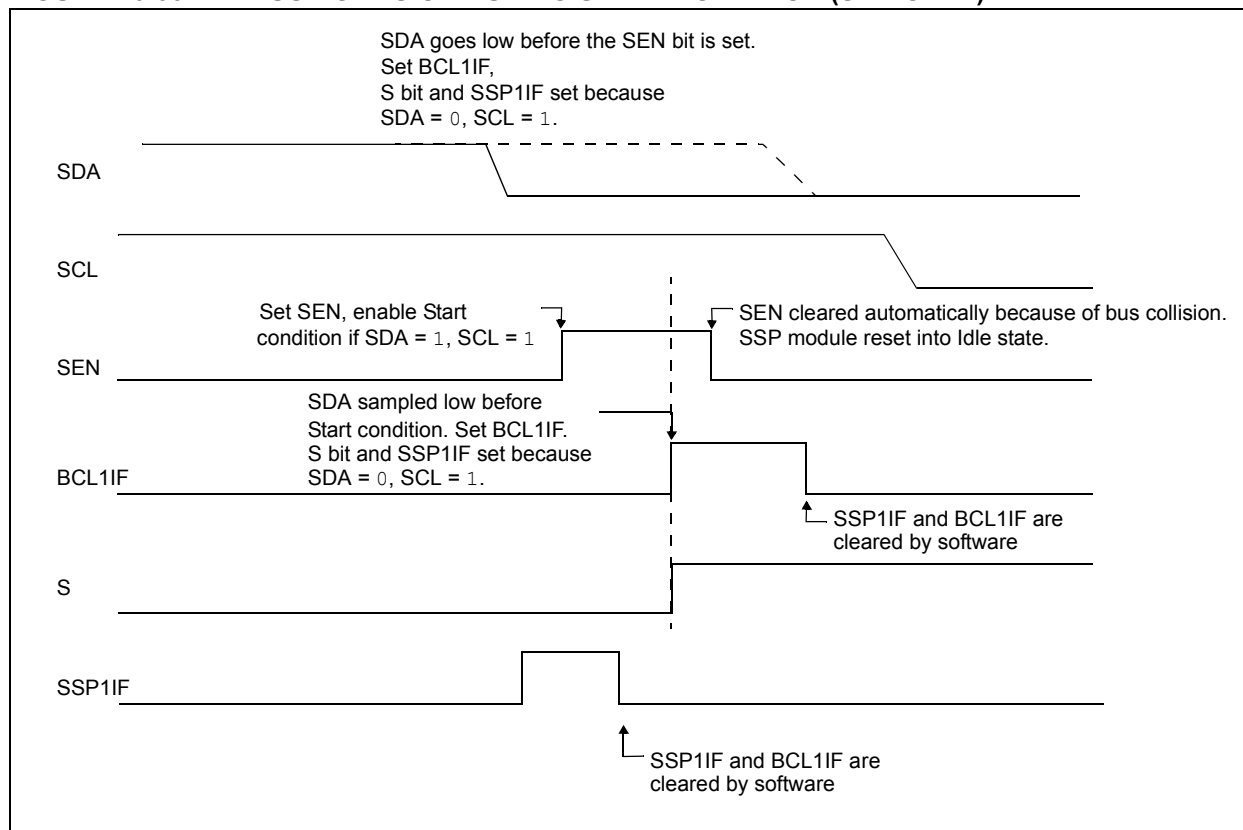 SDA goes low before the SEN bit is set.
Set BCL1IF,
S bit and SSP1IF set because
SDA = 0, SCL = 1.
SDA
SCL
Set SEN, enable Start
condition if SDA = 1, SCL = 1
SEN cleared automatically because of bus collision.
SSP module reset into Idle state.
SEN
SDA sampled low before
Start condition. Set BCL1IF.
S bit and SSP1IF set because
SDA = 0, SCL = 1.
BCL1IF
SSP1IF and BCL1IF are
cleared by software
S
SSP1IF
SSP1IF and BCL1IF are
cleared by software